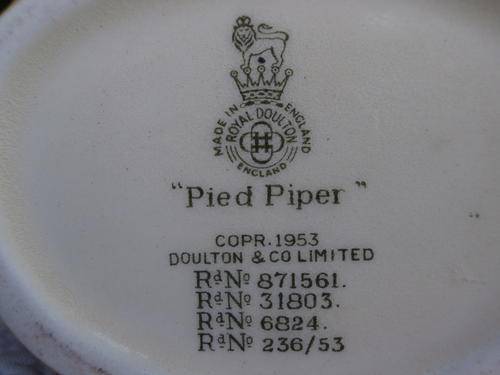 MADE IN ENGLAND
ROYAL DOULTON
ENGLAND
"Pied Piper"
COPR. 1953
DOULTON & CO LIMITED
RᵈNº 871561.
RᵈNº 31803.
RᵈNº 6824.
RᵈNº 236/53